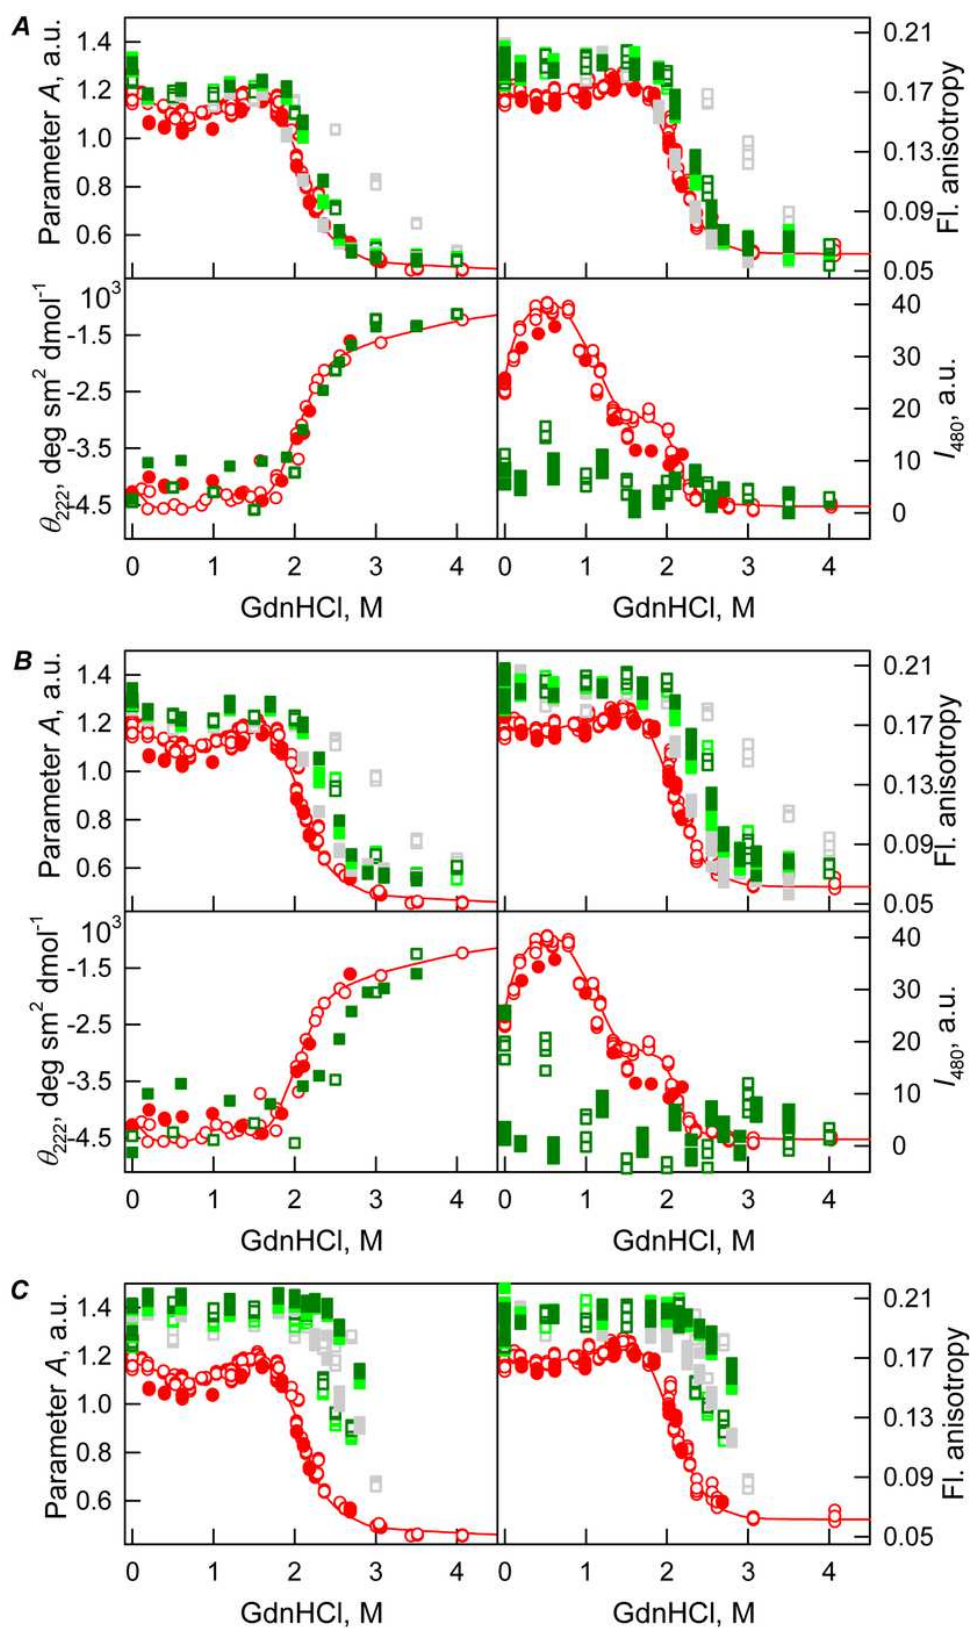 A
Parameter A, a.u.
1.4
1.2
1.0
0.8
0.6
0.21
0.17
0.13
0.09
0.05
Fl. anisotropy
θ222, deg sm² dmol⁻¹
10³
-1.5
-2.5
-3.5
-4.5
40
30
20
10
0
I480, a.u.
0 1 2 3 4
0 1 2 3 4
GdnHCl, M
GdnHCl, M
B
Parameter A, a.u.
1.4
1.2
1.0
0.8
0.6
0.21
0.17
0.13
0.09
0.05
Fl. anisotropy
θ222, deg sm² dmol⁻¹
10³
-1.5
-2.5
-3.5
-4.5
40
30
20
10
0
I480, a.u.
0 1 2 3 4
0 1 2 3 4
GdnHCl, M
GdnHCl, M
C
Parameter A, a.u.
1.4
1.2
1.0
0.8
0.6
0.21
0.17
0.13
0.09
0.05
Fl. anisotropy
0 1 2 3 4
0 1 2 3 4
GdnHCl, M
GdnHCl, M